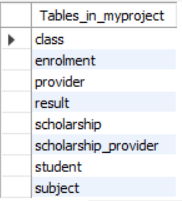 Tables_in_myproject
class
enrolment
provider
result
scholarship
scholarship_provider
student
subject